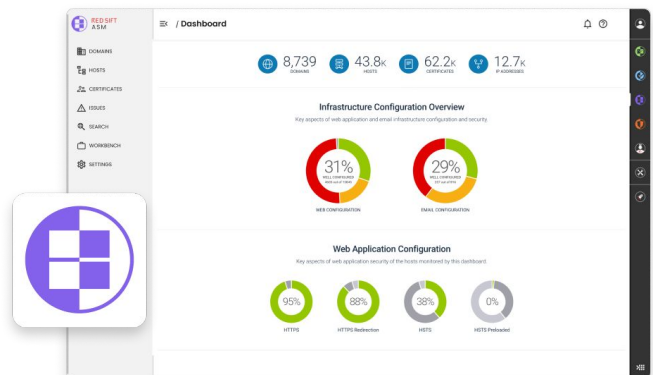 RED SIFT
ASM
/ Dashboard
DOMAINS
HOSTS
CERTIFICATES
ISSUES
SEARCH
WORKBENCH
SETTINGS
8,739
DOMAINS
43.8K
HOSTS
62.2K
CERTIFICATES
12.7K
IP ADDRESSES
Infrastructure Configuration Overview
Key aspects of web application and email infrastructure configuration and security.
31%
WELL CONFIGURED
29%
WELL CONFIGURED
WEB CONFIGURATION
EMAIL CONFIGURATION
Web Application Configuration
Key aspects of web application security of the hosts monitored by this dashboard.
95%
88%
38%
0%
HTTPS
HTTPS Redirection
HSTS
HSTS Preloaded